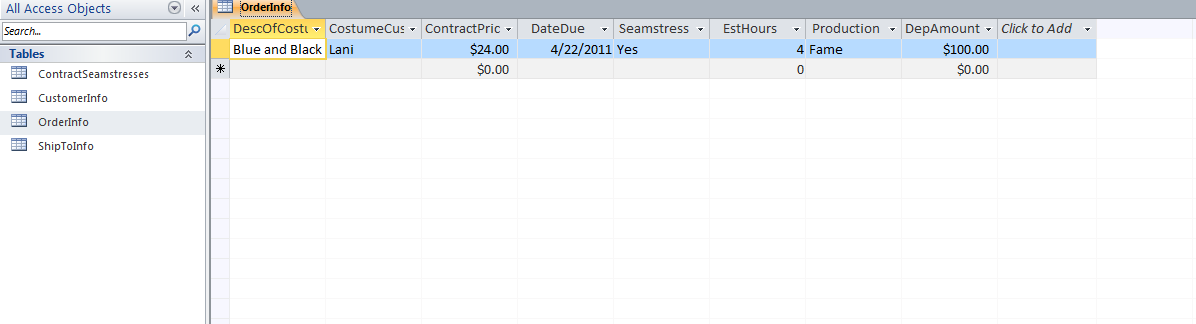 All Access Objects
Search...
Tables
ContractSeamstresses
CustomerInfo
OrderInfo
ShipToInfo
OrderInfo
DescOfCostu CostumeCus ContractPric DateDue Seamstress EstHours Production DepAmount Click to Add
Blue and Black Lani $24.00 4/22/2011 Yes 4 Fame $100.00
$0.00 0 $0.00